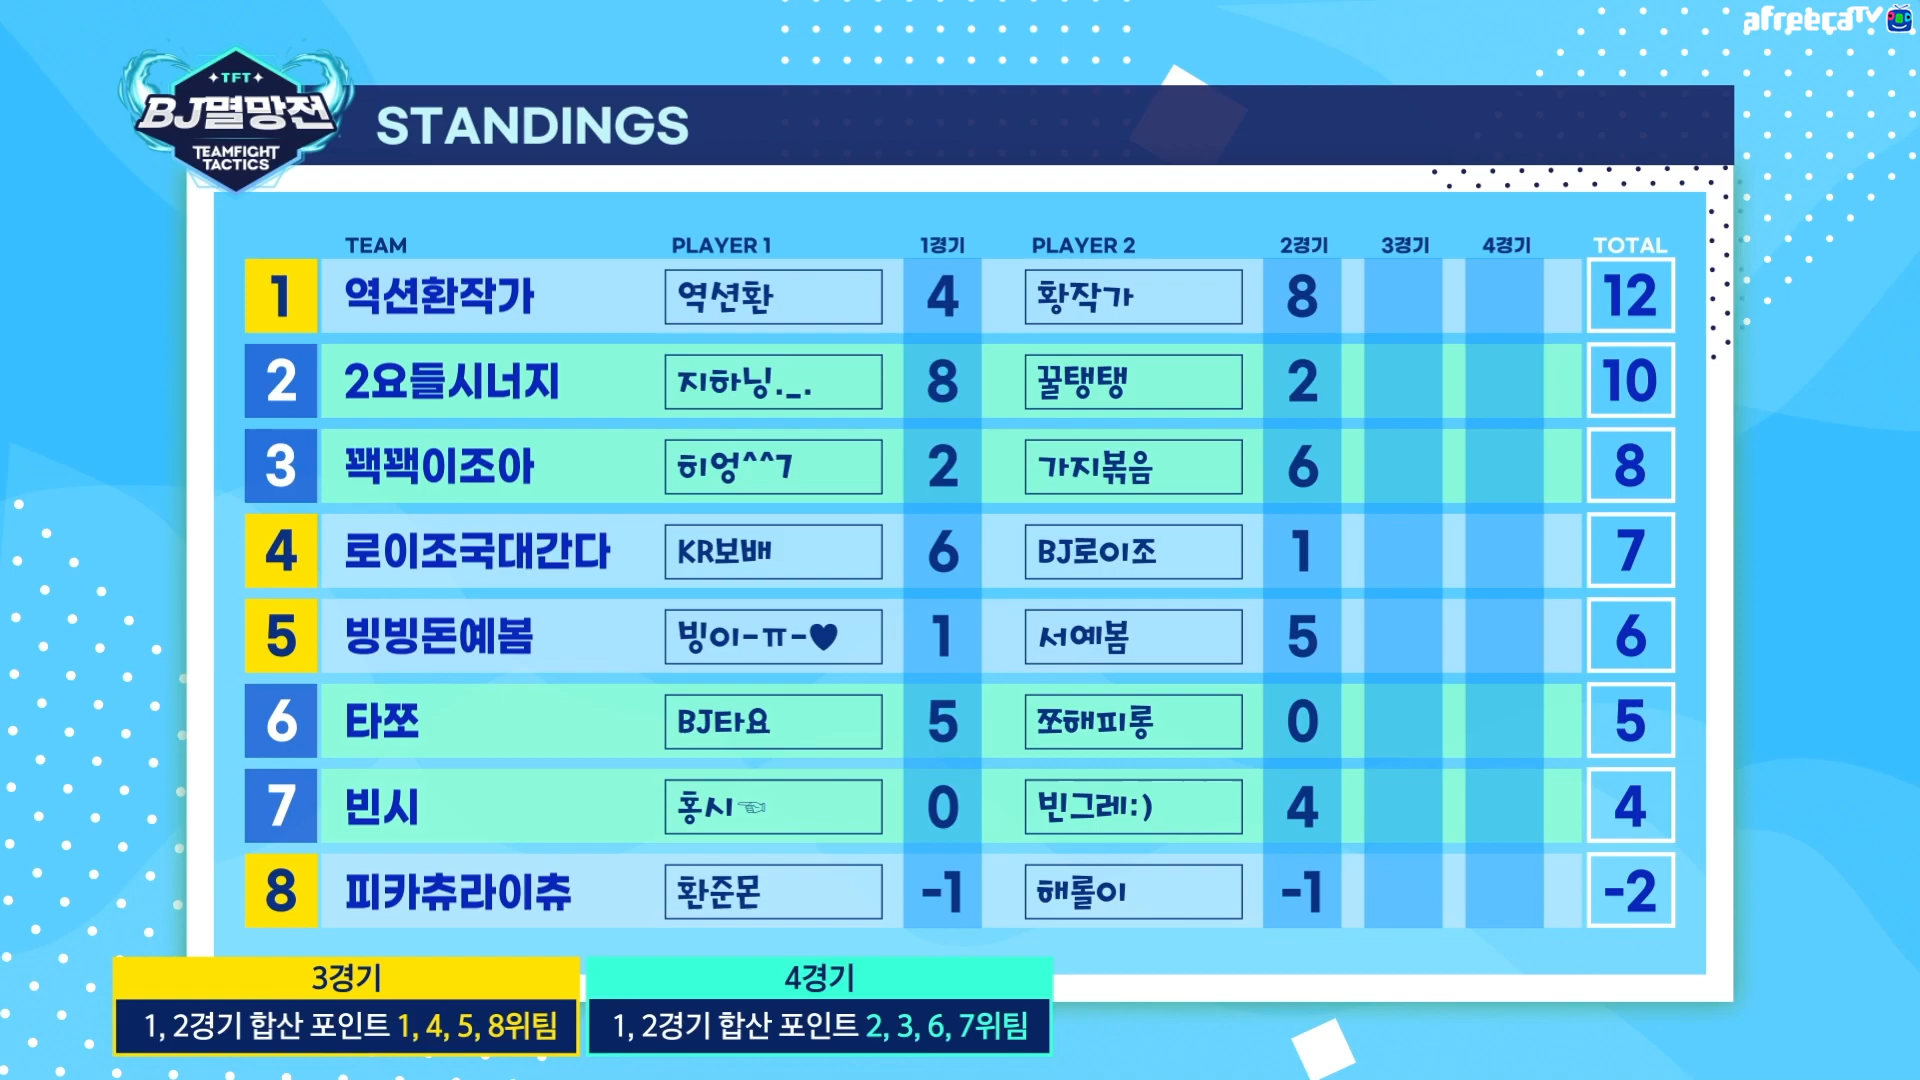 afreecaTV
TFT
BJ멸망전
TEAMFIGHT
TACTICS
STANDINGS
TEAM PLAYER 1 1경기 PLAYER 2 2경기 3경기 4경기 TOTAL
1 역션환작가 역션환 4 황작가 8 12
2 2요들시너지 지하닝._. 8 꿀탱탱 2 10
3 꽥꽥이조아 히엉^^7 2 가지볶음 6 8
4 로이조국대간다 KR보배 6 BJ로이조 1 7
5 빙빙돈예봄 빙이-ㅠ-♥ 1 서예봄 5 6
6 타쪼 BJ타요 5 쪼해피롱 0 5
7 빈시 홍시☜ 0 빈그레:) 4 4
8 피카츄라이츄 환준몬 -1 해롤이 -1 -2
3경기
1, 2경기 합산 포인트 1, 4, 5, 8위팀
4경기
1, 2경기 합산 포인트 2, 3, 6, 7위팀